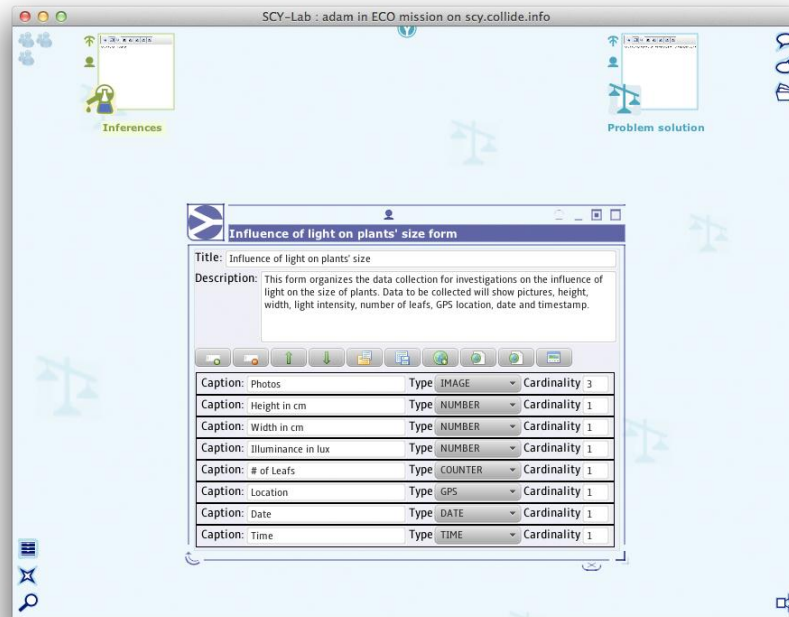 SCY-Lab : adam in ECO mission on scy.collide.info
Inferences
Problem solution
Influence of light on plants' size form
Title: Influence of light on plants' size
Description: This form organizes the data collection for investigations on the influence of
light on the size of plants. Data to be collected will show pictures, height,
width, light intensity, number of leafs, GPS location, date and timestamp.
Caption: Photos Type IMAGE Cardinality 3
Caption: Height in cm Type NUMBER Cardinality 1
Caption: Width in cm Type NUMBER Cardinality 1
Caption: Illuminance in lux Type NUMBER Cardinality 1
Caption: # of Leafs Type COUNTER Cardinality 1
Caption: Location Type GPS Cardinality 1
Caption: Date Type DATE Cardinality 1
Caption: Time Type TIME Cardinality 1